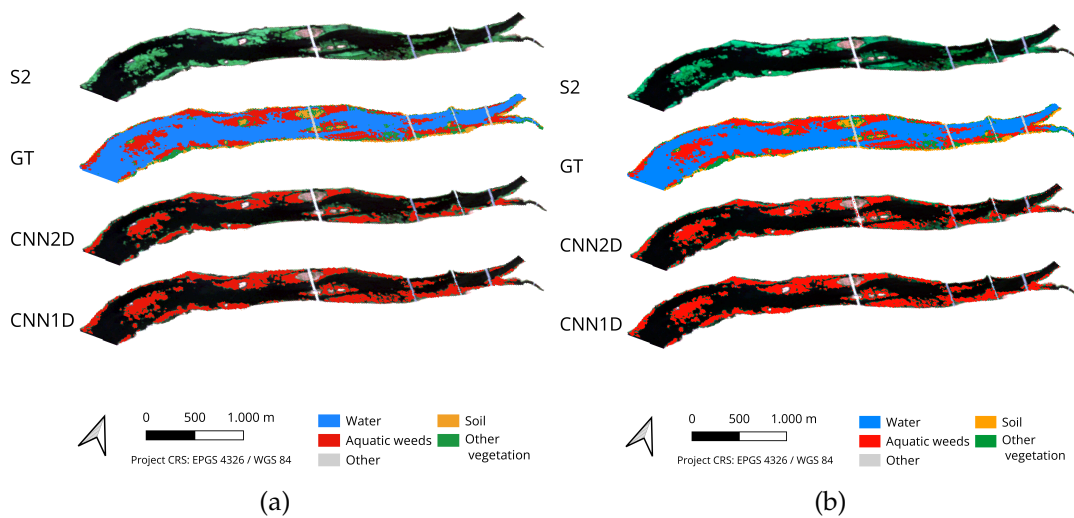 S2
GT
CNN2D
CNN1D
0 500 1.000 m
Project CRS: EPGS 4326 / WGS 84
Water
Aquatic weeds
Other
Soil
Other
vegetation
(a)
S2
GT
CNN2D
CNN1D
0 500 1.000 m
Project CRS: EPGS 4326 / WGS 84
Water
Aquatic weeds
Other
Soil
Other
vegetation
(b)